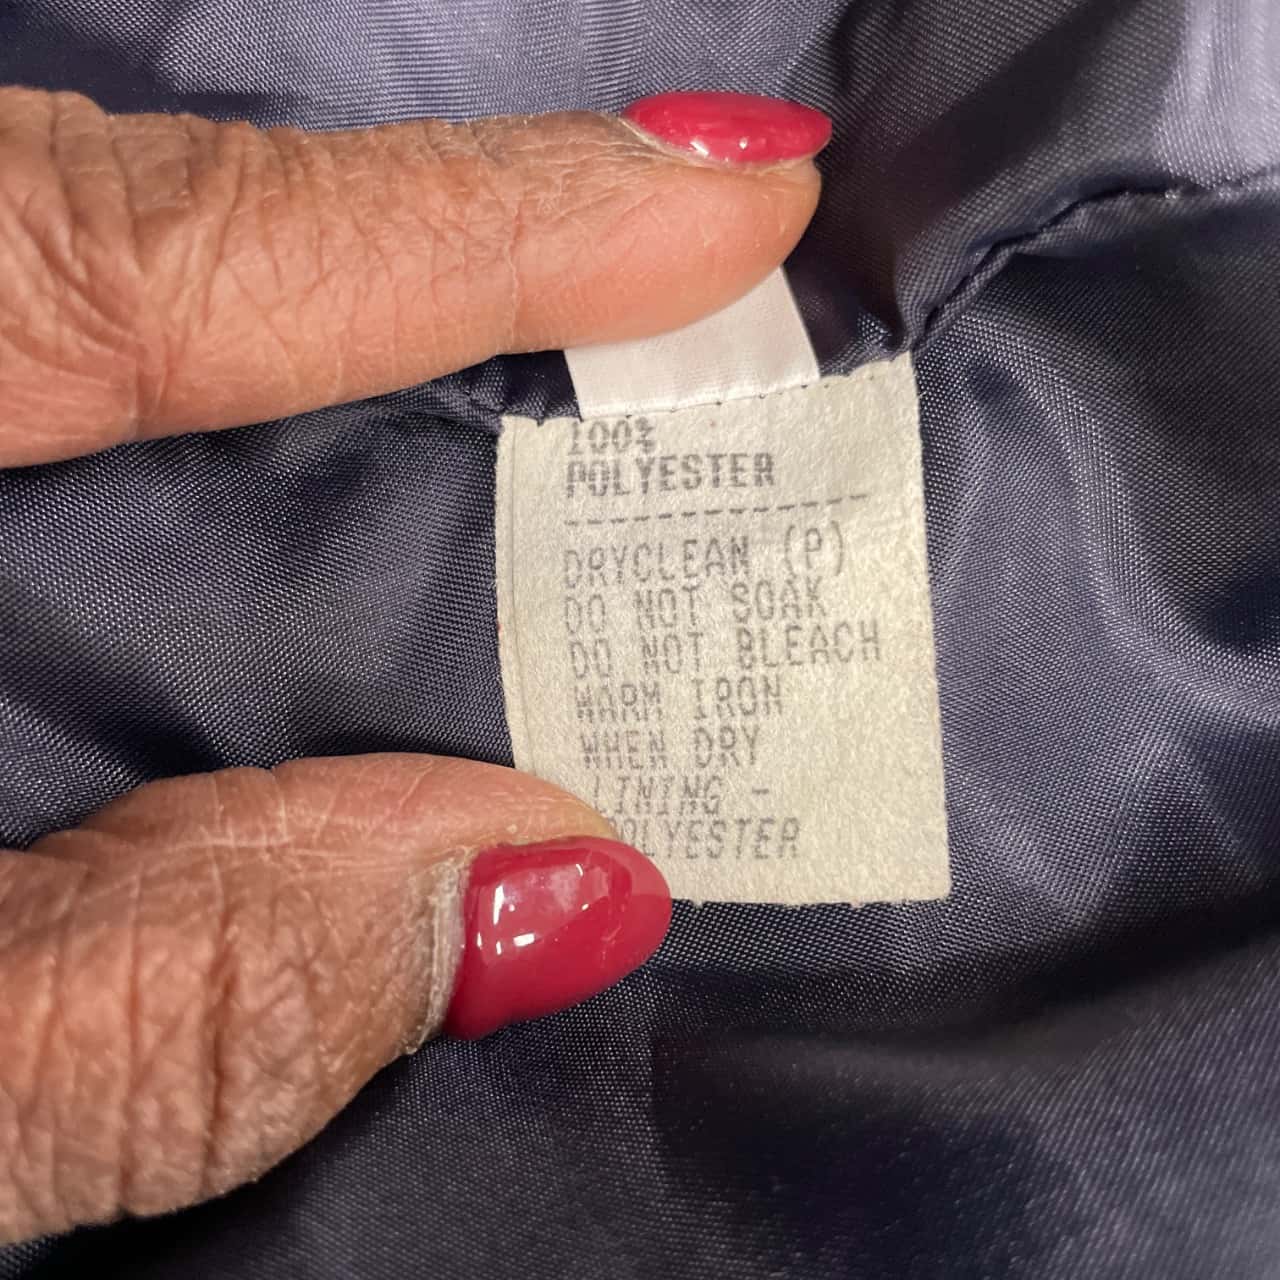 100%
POLYESTER
-------------
DRYCLEAN (P)
DO NOT SOAK
DO NOT BLEACH
WARM IRON
WHEN DRY
LINING -
POLYESTER